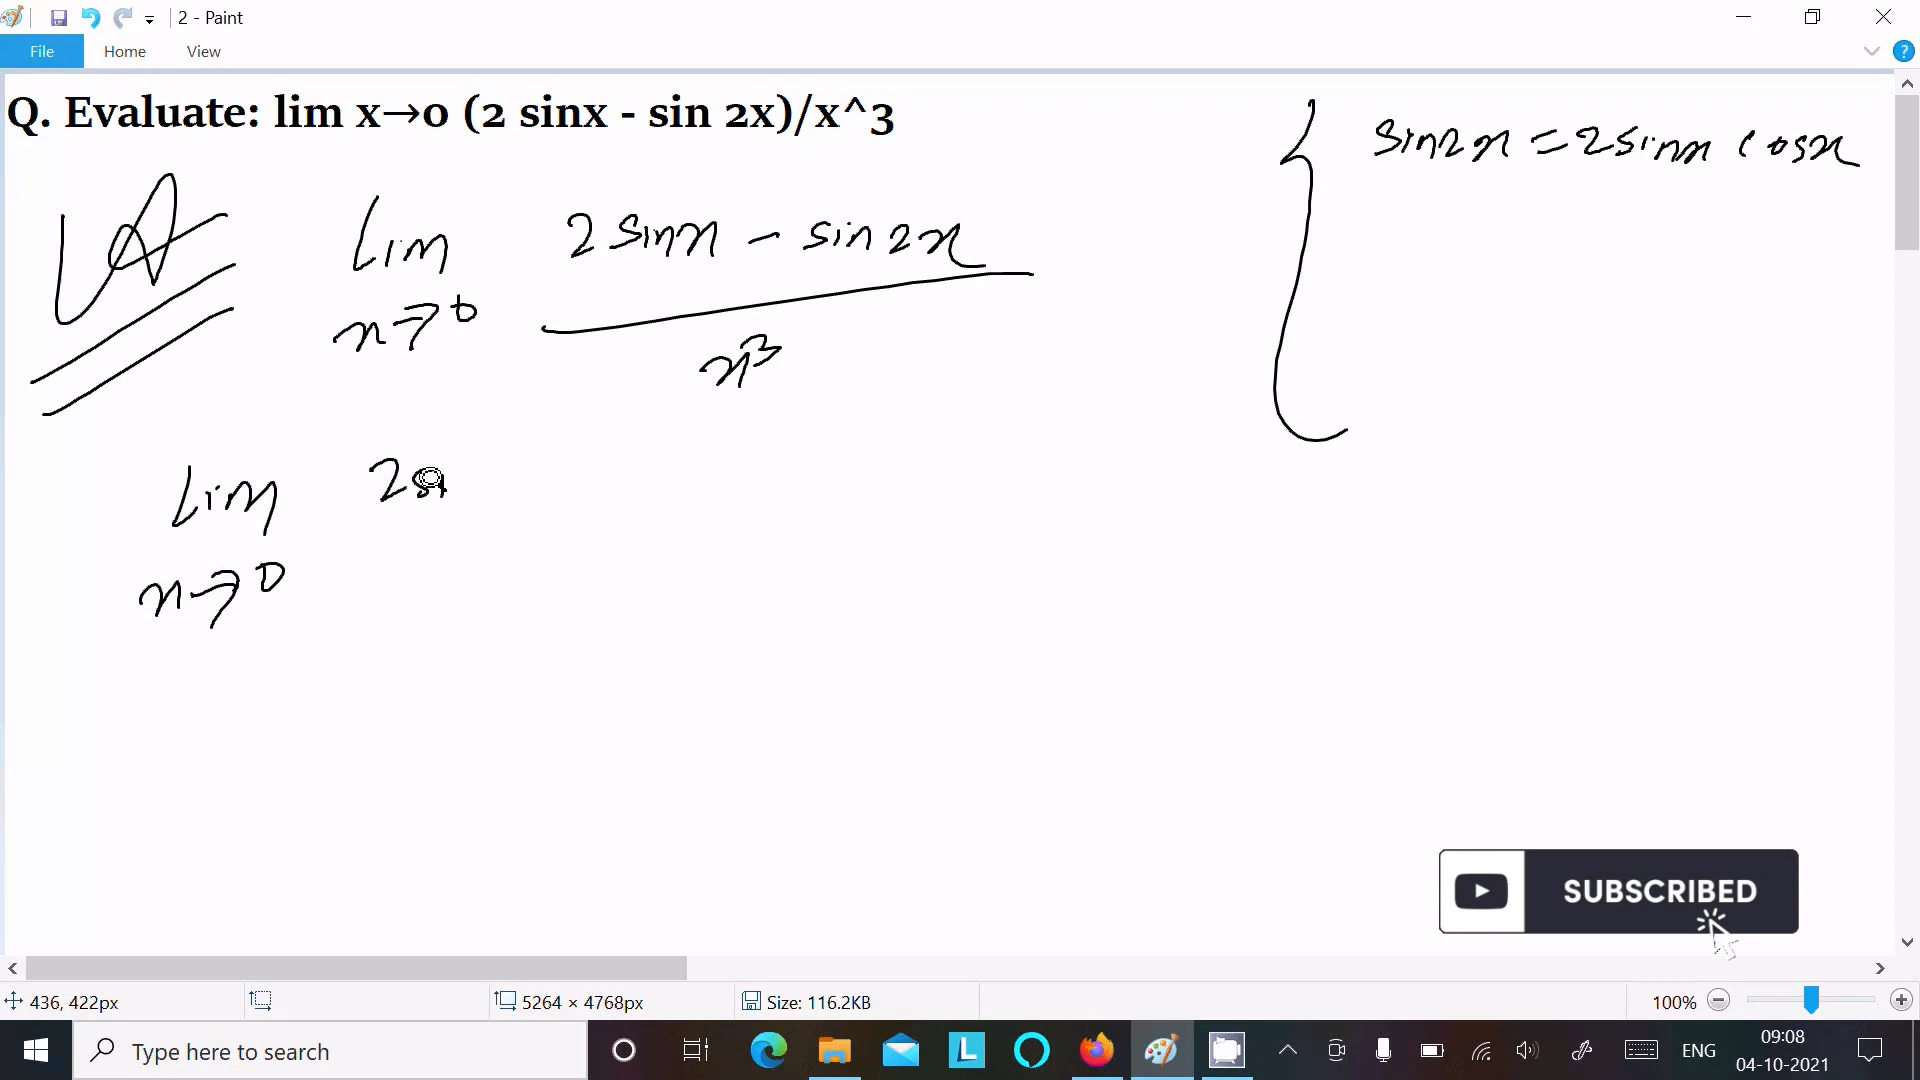 2 - Paint
File Home View
Q. Evaluate: lim x→0 (2 sinx - sin 2x)/x^3
sin2x = 2sinx cosx
Lim 2 sinx - sin 2x
x→0
x³
Lim 2si
x→0
SUBSCRIBED
436, 422px 5264 × 4768px Size: 116.2KB 100%
Type here to search
L
ENG
09:08
04-10-2021